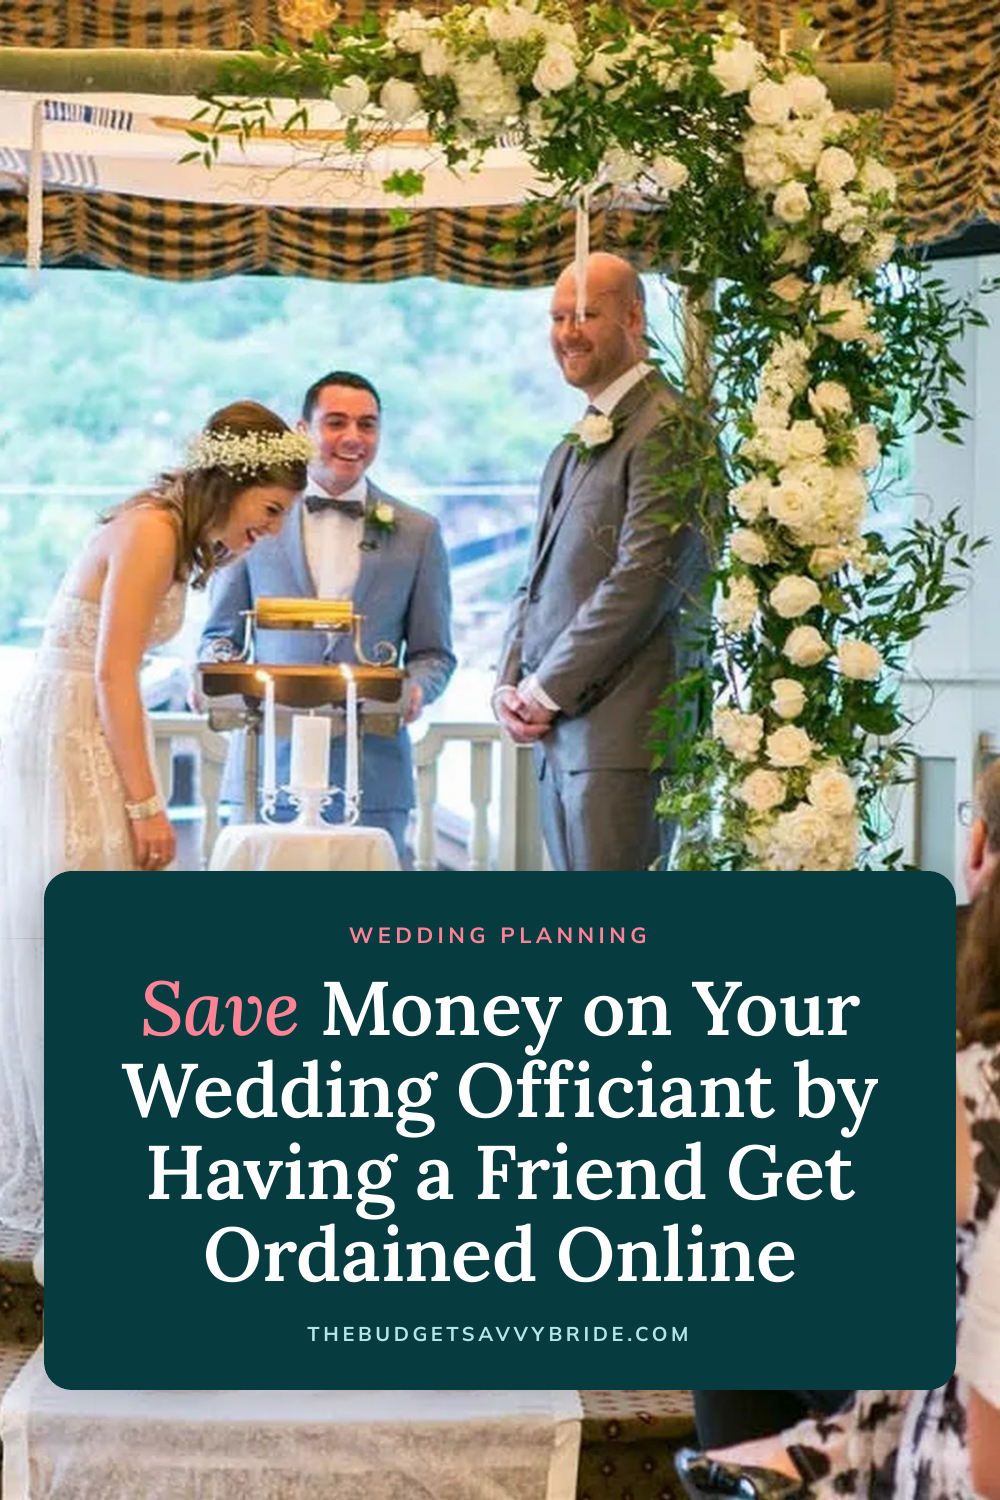 WEDDING PLANNING
Save Money on Your
Wedding Officiant by
Having a Friend Get
Ordained Online
THEBUDGETSAVVYBRIDE.COM